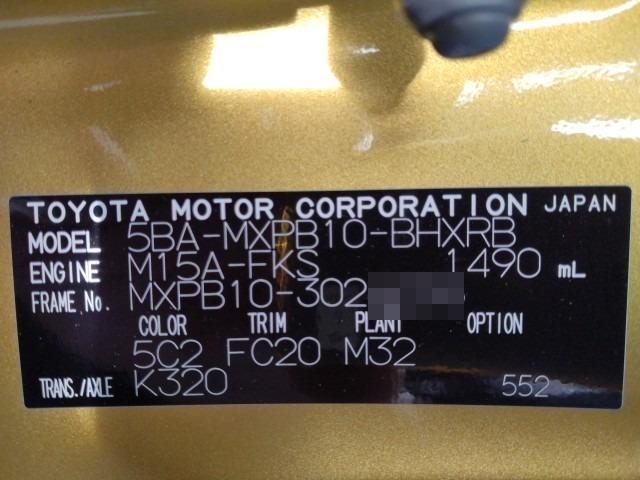 TOYOTA MOTOR CORPORATION JAPAN
MODEL 5BA-MXPB10-BHXRB
ENGINE M15A-FKS 1490 mL
FRAME No. MXPB10-302
COLOR TRIM PLANT OPTION
5C2 FC20 M32
TRANS./AXLE K320 552